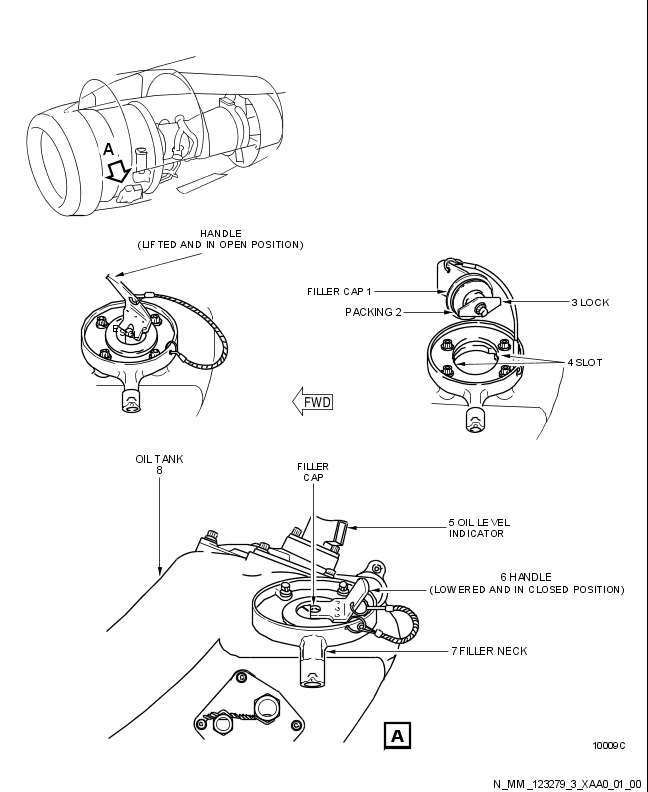 A
HANDLE
(LIFTED AND IN OPEN POSITION)
FILLER CAP 1
PACKING 2
3 LOCK
4 SLOT
FWD
OIL TANK
8
FILLER
CAP
5 OIL LEVEL
INDICATOR
6 HANDLE
(LOWERED AND IN CLOSED POSITION)
7 FILLER NECK
A
10009C
N_MM_123279_3_XAA0_01_00